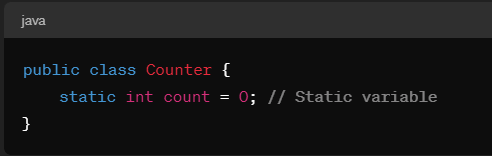 java
public class Counter {
    static int count = 0; // Static variable
}